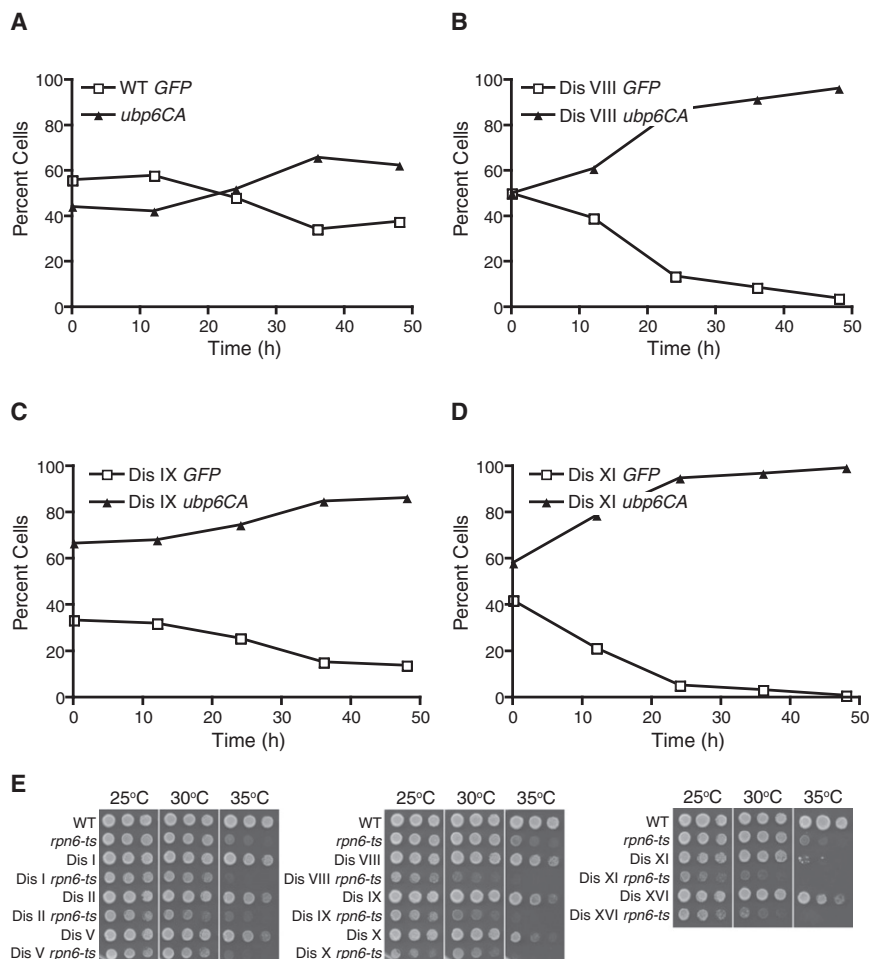 A
100
80
60
40
20
0
Percent Cells
WT GFP
ubp6CA
0 10 20 30 40 50
Time (h)
B
100
80
60
40
20
0
Percent Cells
Dis VIII GFP
Dis VIII ubp6CA
0 10 20 30 40 50
Time (h)
C
100
80
60
40
20
0
Percent Cells
Dis IX GFP
Dis IX ubp6CA
0 10 20 30 40 50
Time (h)
D
100
80
60
40
20
0
Percent Cells
Dis XI GFP
Dis XI ubp6CA
0 10 20 30 40 50
Time (h)
E
25°C 30°C 35°C
WT
rpn6-ts
Dis I
Dis I rpn6-ts
Dis II
Dis II rpn6-ts
Dis V
Dis V rpn6-ts
25°C 30°C 35°C
WT
rpn6-ts
Dis VIII
Dis VIII rpn6-ts
Dis IX
Dis IX rpn6-ts
Dis X
Dis X rpn6-ts
25°C 30°C 35°C
WT
rpn6-ts
Dis XI
Dis XI rpn6-ts
Dis XVI
Dis XVI rpn6-ts